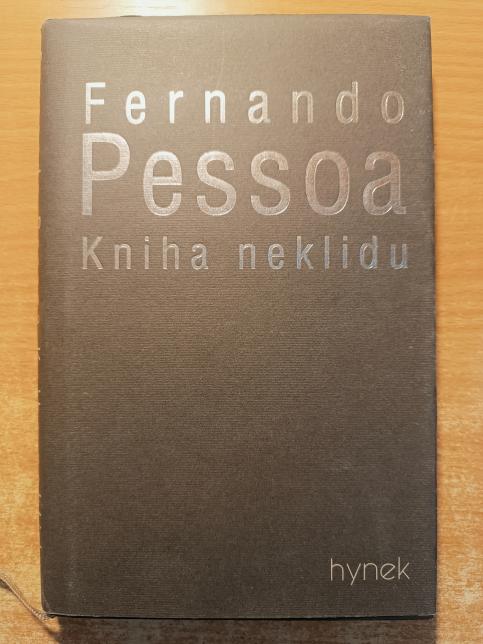 Fernando
Pessoa
Kniha neklidu
hynek